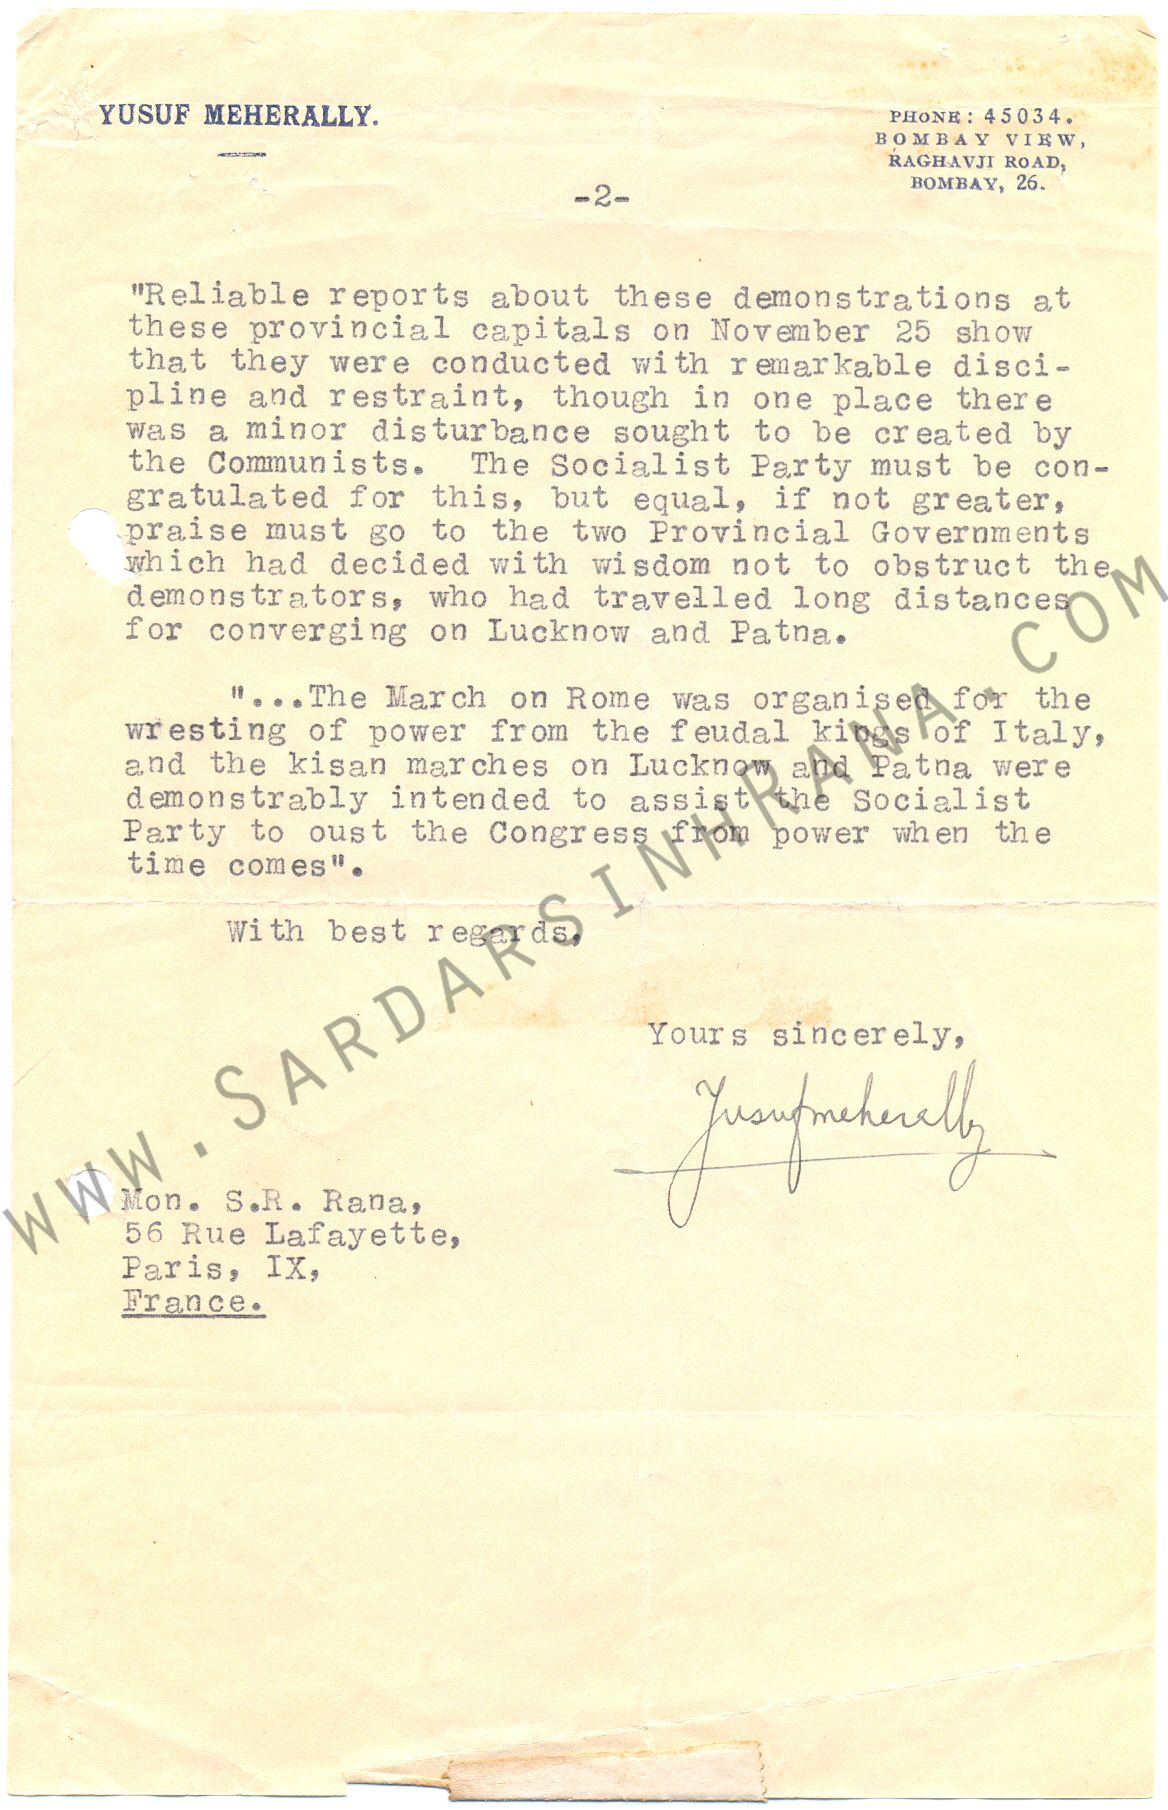 YUSUF MEHERALLY.
PHONE: 45034.
BOMBAY VIEW,
RAGHAVJI ROAD,
BOMBAY, 26.
-2-
"Reliable reports about these demonstrations at
these provincial capitals on November 25 show
that they were conducted with remarkable disci-
pline and restraint, though in one place there
was a minor disturbance sought to be created by
the Communists. The Socialist Party must be con-
gratulated for this, but equal, if not greater,
praise must go to the two Provincial Governments
which had decided with wisdom not to obstruct the
demonstrators, who had travelled long distances
for converging on Lucknow and Patna.
"...The March on Rome was organised for the
wresting of power from the feudal kings of Italy,
and the kisan marches on Lucknow and Patna were
demonstrably intended to assist the Socialist
Party to oust the Congress from power when the
time comes".
With best regards,
Yours sincerely,
Yusufmeherally
Mon. S.R. Rana,
56 Rue Lafayette,
Paris, IX,
France.
WWW.SARDARSINHRANA.COM